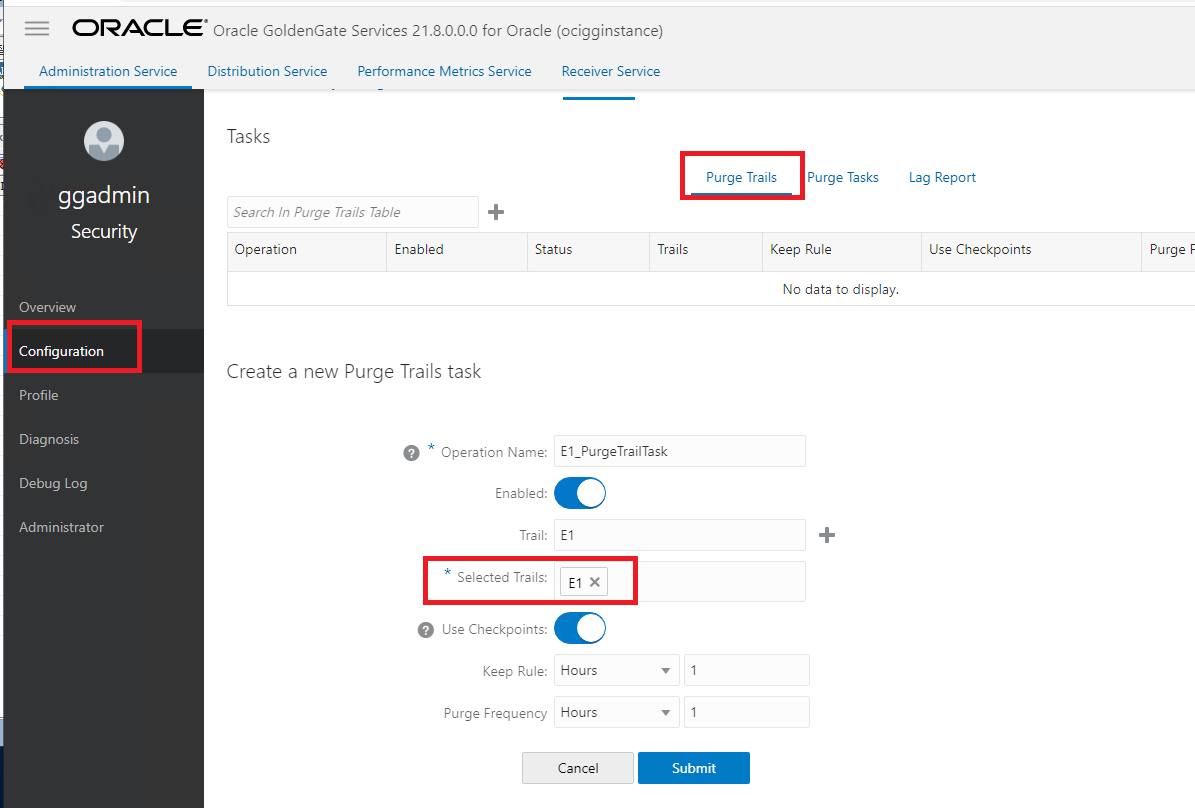 ORACLE® Oracle GoldenGate Services 21.8.0.0.0 for Oracle (ocigginstance)
Administration Service Distribution Service Performance Metrics Service Receiver Service
ggadmin
Security
Overview
Configuration
Profile
Diagnosis
Debug Log
Administrator
Tasks
Purge Trails Purge Tasks Lag Report
Search In Purge Trails Table
Operation Enabled Status Trails Keep Rule Use Checkpoints Purge F
No data to display.
Create a new Purge Trails task
? * Operation Name: E1_PurgeTrailTask
Enabled:
Trail: E1
* Selected Trails: E1
? Use Checkpoints:
Keep Rule: Hours 1
Purge Frequency Hours 1
Cancel Submit